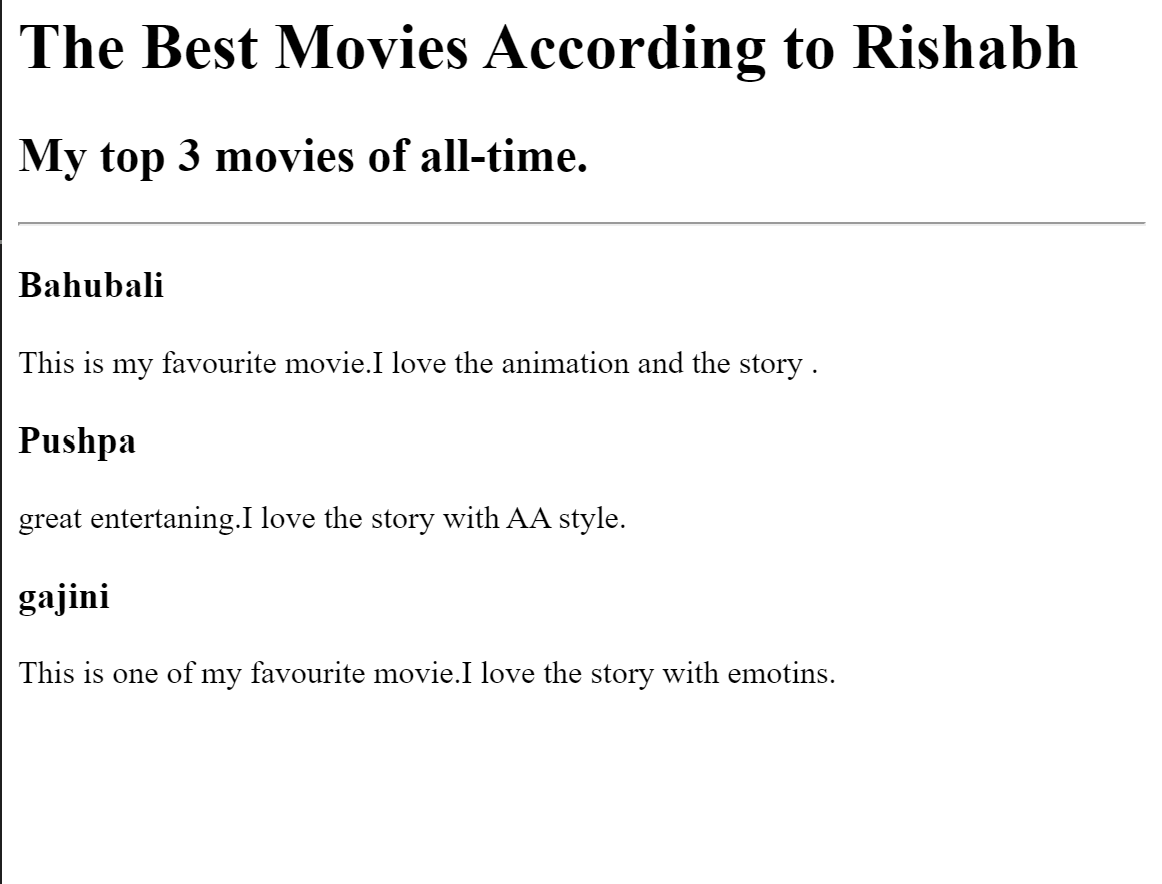 The Best Movies According to Rishabh
My top 3 movies of all-time.
Bahubali
This is my favourite movie.I love the animation and the story .
Pushpa
great entertaning.I love the story with AA style.
gajini
This is one of my favourite movie.I love the story with emotins.